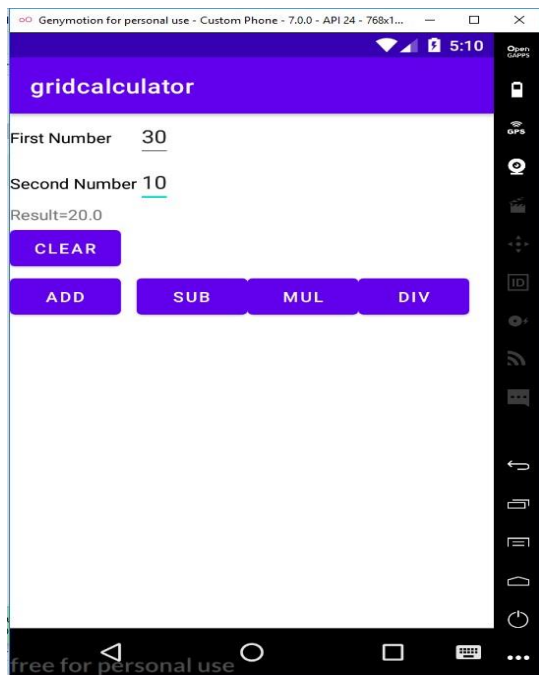 Genymotion for personal use - Custom Phone - 7.0.0 - API 24 - 768x1...
5:10
Open
GAPPS
gridcalculator
GPS
First Number 30
Second Number 10
Result=20.0
CLEAR
ID
ADD SUB MUL DIV
free for personal use